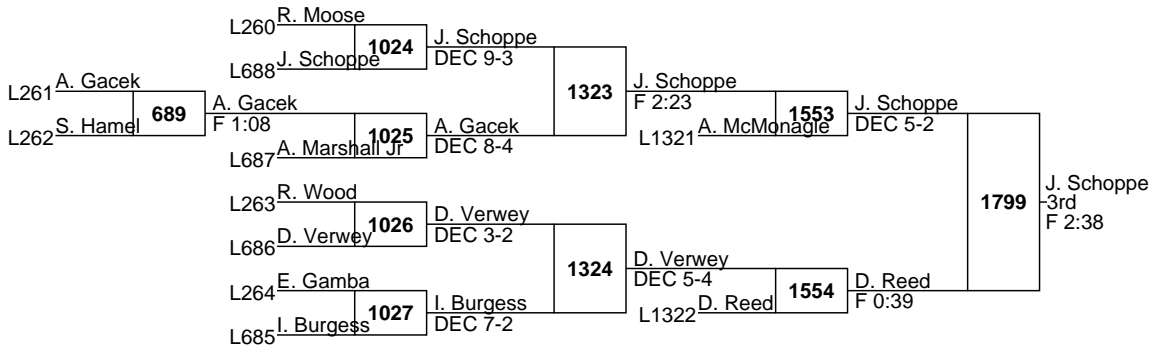 L260 R. Moose
1024
J. Schoppe
DEC 9-3
L688 J. Schoppe
L261 A. Gacek
689
A. Gacek
F 1:08
L262 S. Hamel
1025
A. Gacek
DEC 8-4
L687 A. Marshall Jr
1323
J. Schoppe
F 2:23
L1321 A. McMonagle
1553
J. Schoppe
DEC 5-2
L263 R. Wood
1026
D. Verwey
DEC 3-2
L686 D. Verwey
L264 E. Gamba
1027
I. Burgess
DEC 7-2
L685 I. Burgess
1324
D. Verwey
DEC 5-4
L1322 D. Reed
1554
D. Reed
F 0:39
1799
J. Schoppe
3rd
F 2:38